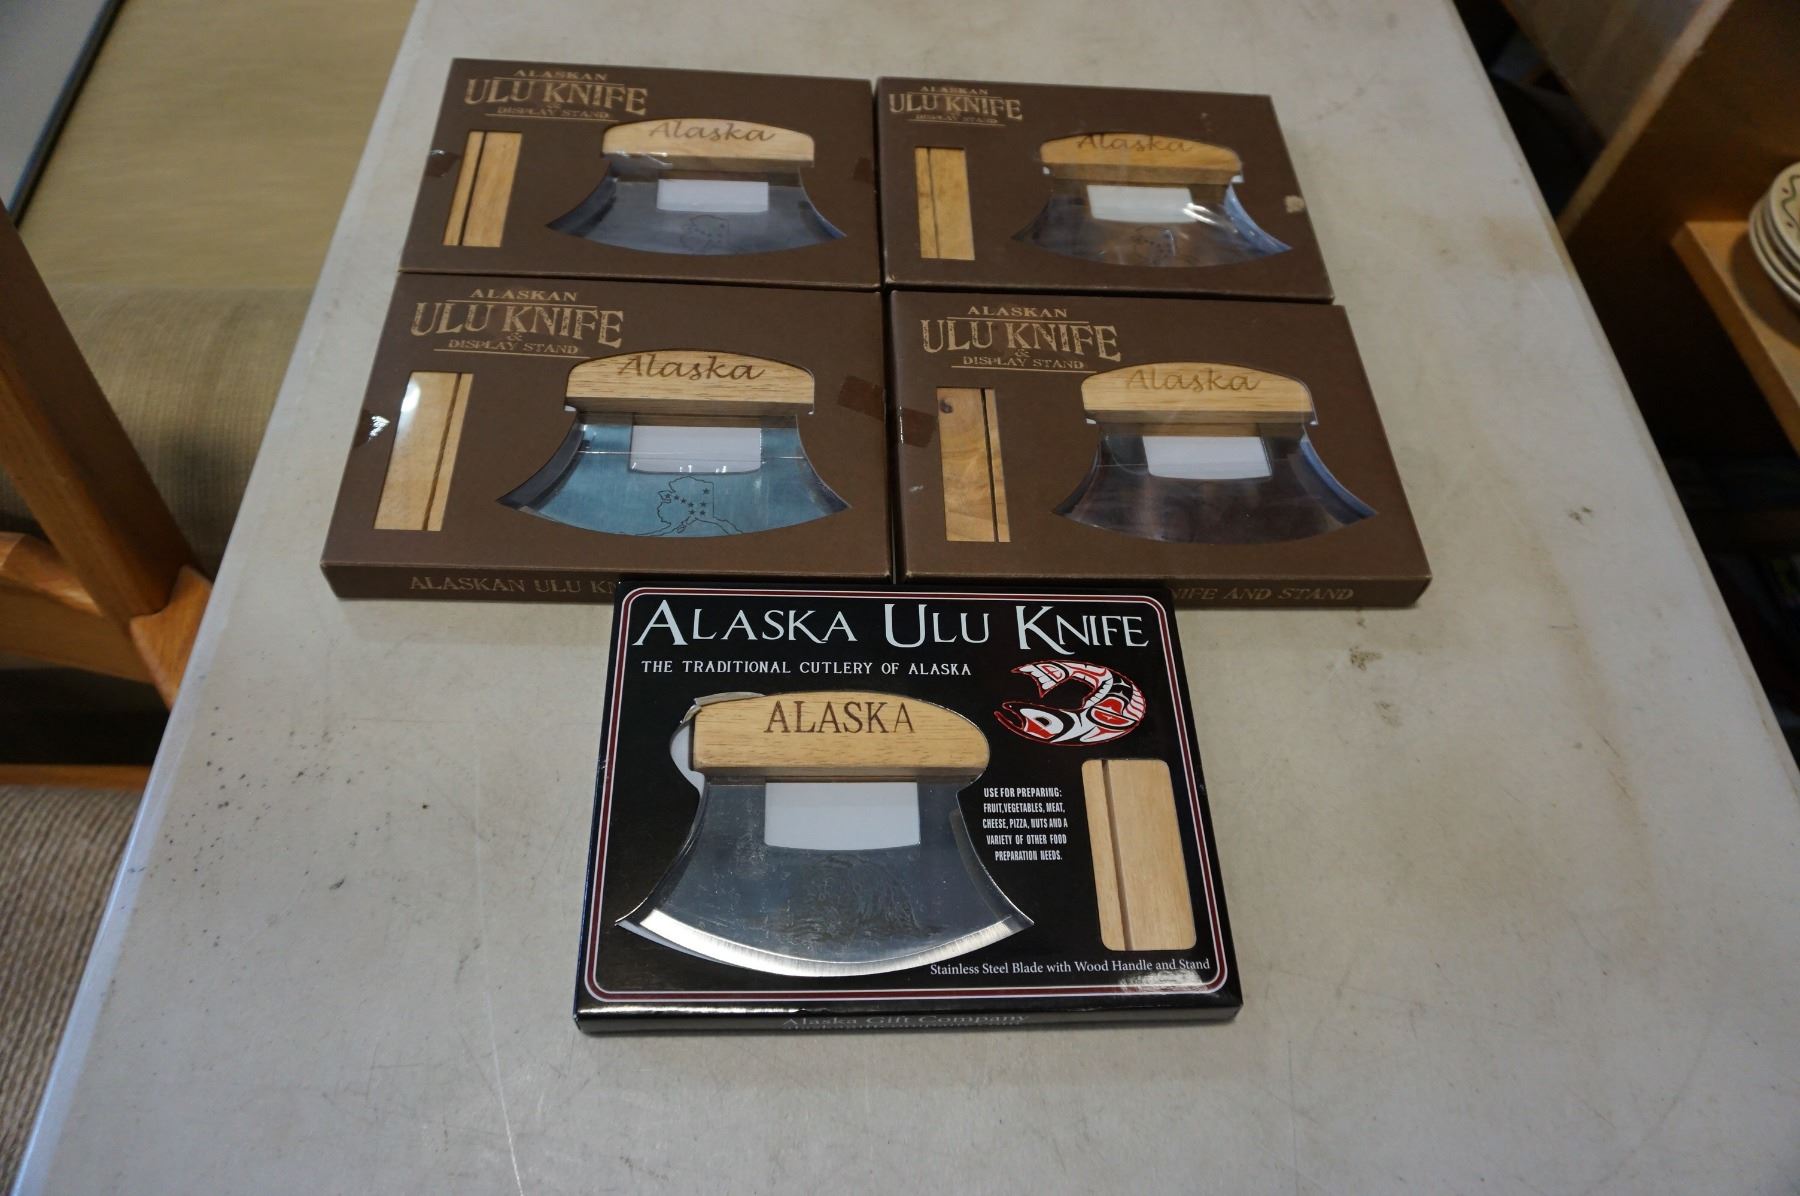 ALASKAN
ULU KNIFE
&
DISPLAY STAND
Alaska
ALASKAN
ULU KNIFE
&
DISPLAY STAND
Alaska
ALASKAN
ULU KNIFE
&
DISPLAY STAND
Alaska
ALASKAN ULU KN
ALASKAN
ULU KNIFE
&
DISPLAY STAND
Alaska
NIFE AND STAND
ALASKA ULU KNIFE
THE TRADITIONAL CUTLERY OF ALASKA
ALASKA
USE FOR PREPARING:
FRUIT, VEGETABLES, MEAT,
CHEESE, PIZZA, NUTS AND A
VARIETY OF OTHER FOOD
PREPARATION NEEDS.
Stainless Steel Blade with Wood Handle and Stand
Alaska Gift Company